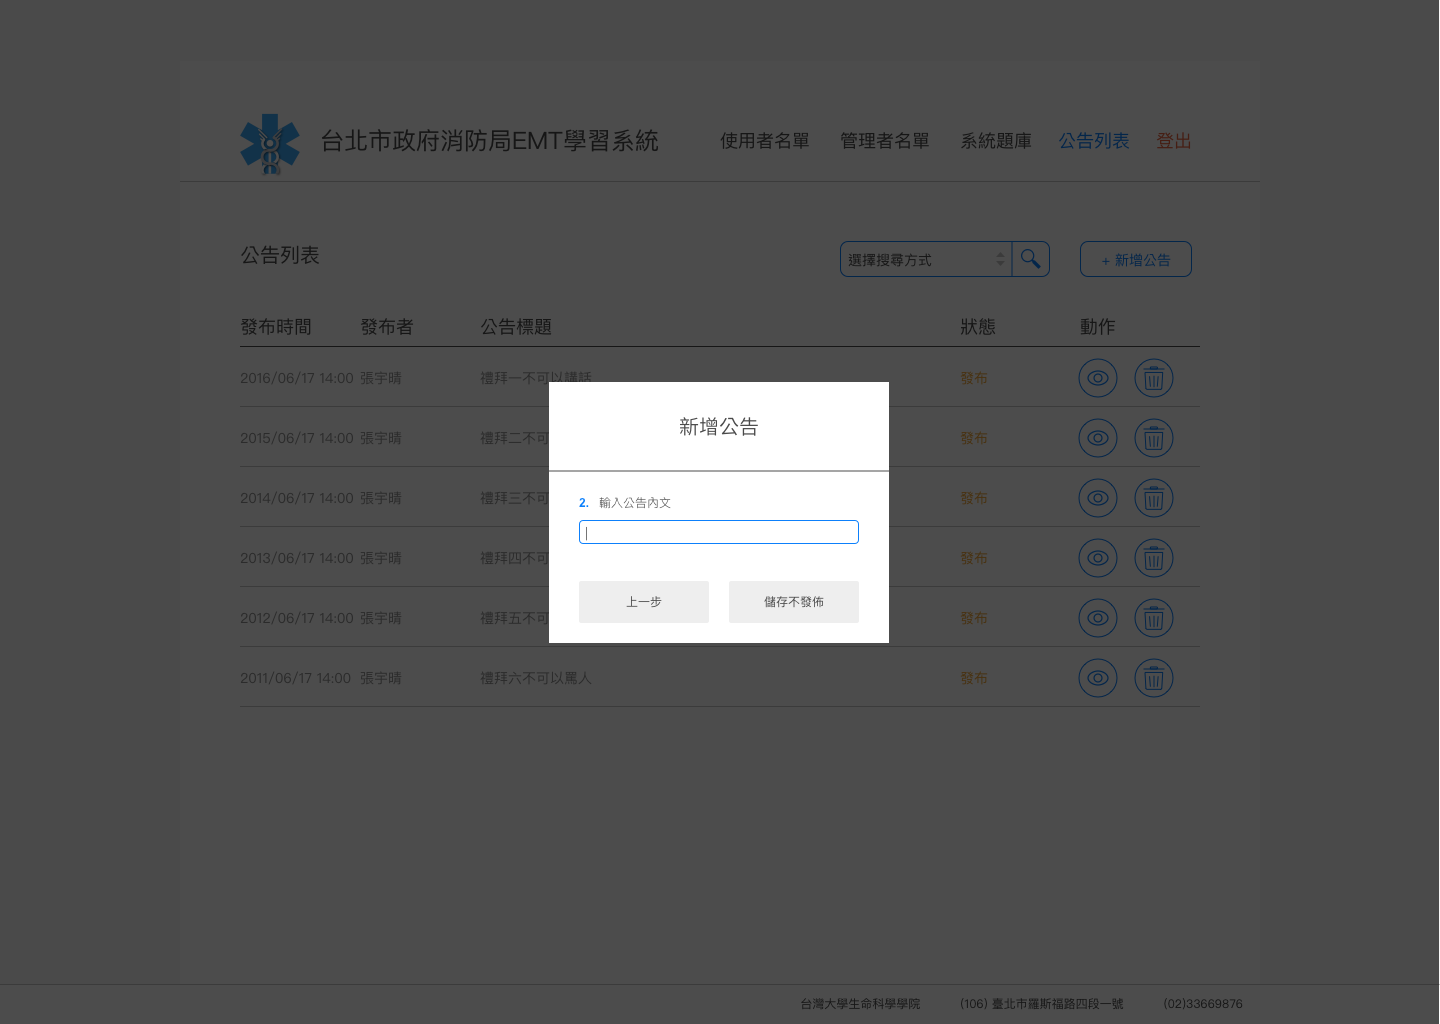 台北市政府消防局EMT學習系統 使用者名單 管理者名單 系統題庫 公告列表 登出
公告列表 選擇搜尋方式 + 新增公告
發布時間 發布者 公告標題 狀態 動作
2016/06/17 14:00 張宇晴 禮拜一不可以講話 發布
2015/06/17 14:00 張宇晴 禮拜二不可 發布
2014/06/17 14:00 張宇晴 禮拜三不可 發布
2013/06/17 14:00 張宇晴 禮拜四不可 發布
2012/06/17 14:00 張宇晴 禮拜五不可 發布
2011/06/17 14:00 張宇晴 禮拜六不可以罵人 發布
新增公告
2. 輸入公告內文
上一步 儲存不發佈
台灣大學生命科學學院 (106) 臺北市羅斯福路四段一號 (02)33669876